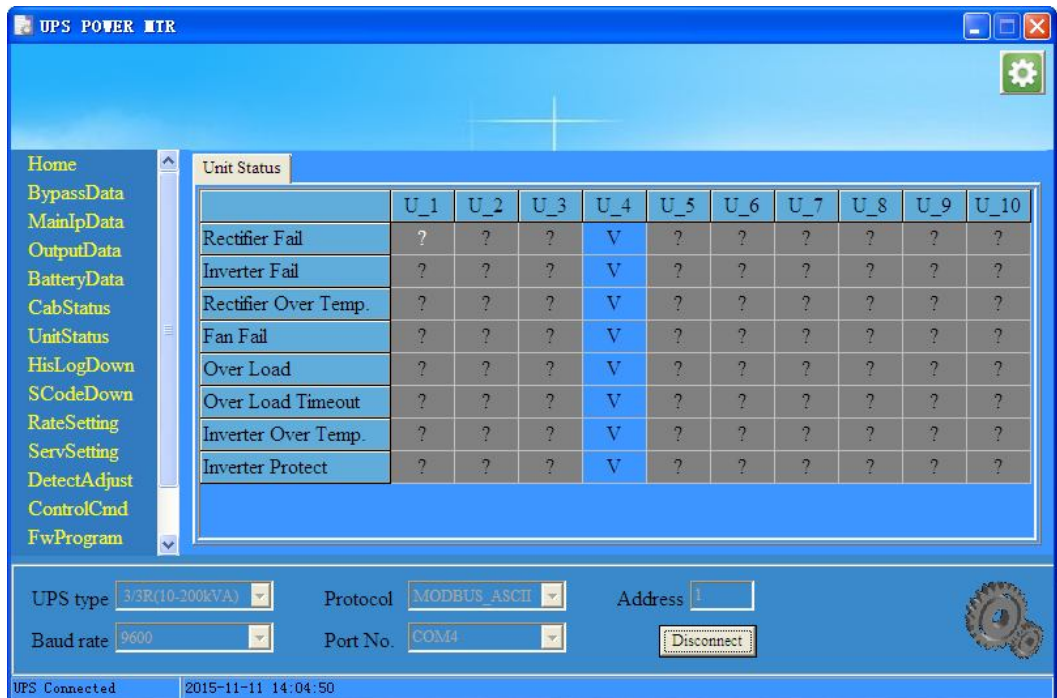 UPS POWER MTR
Home
BypassData
MainIpData
OutputData
BatteryData
CabStatus
UnitStatus
HisLogDown
SCodeDown
RateSetting
ServSetting
DetectAdjust
ControlCmd
FwProgram
Unit Status
U_1 U_2 U_3 U_4 U_5 U_6 U_7 U_8 U_9 U_10
Rectifier Fail ? ? ? V ? ? ? ? ? ?
Inverter Fail ? ? ? V ? ? ? ? ? ?
Rectifier Over Temp. ? ? ? V ? ? ? ? ? ?
Fan Fail ? ? ? V ? ? ? ? ? ?
Over Load ? ? ? V ? ? ? ? ? ?
Over Load Timeout ? ? ? V ? ? ? ? ? ?
Inverter Over Temp. ? ? ? V ? ? ? ? ? ?
Inverter Protect ? ? ? V ? ? ? ? ? ?
UPS type 3/3R(10-200kVA) Protocol MODBUS_ASCII Address 1
Baud rate 9600 Port No. COM4 Disconnect
UPS Connected 2015-11-11 14:04:50